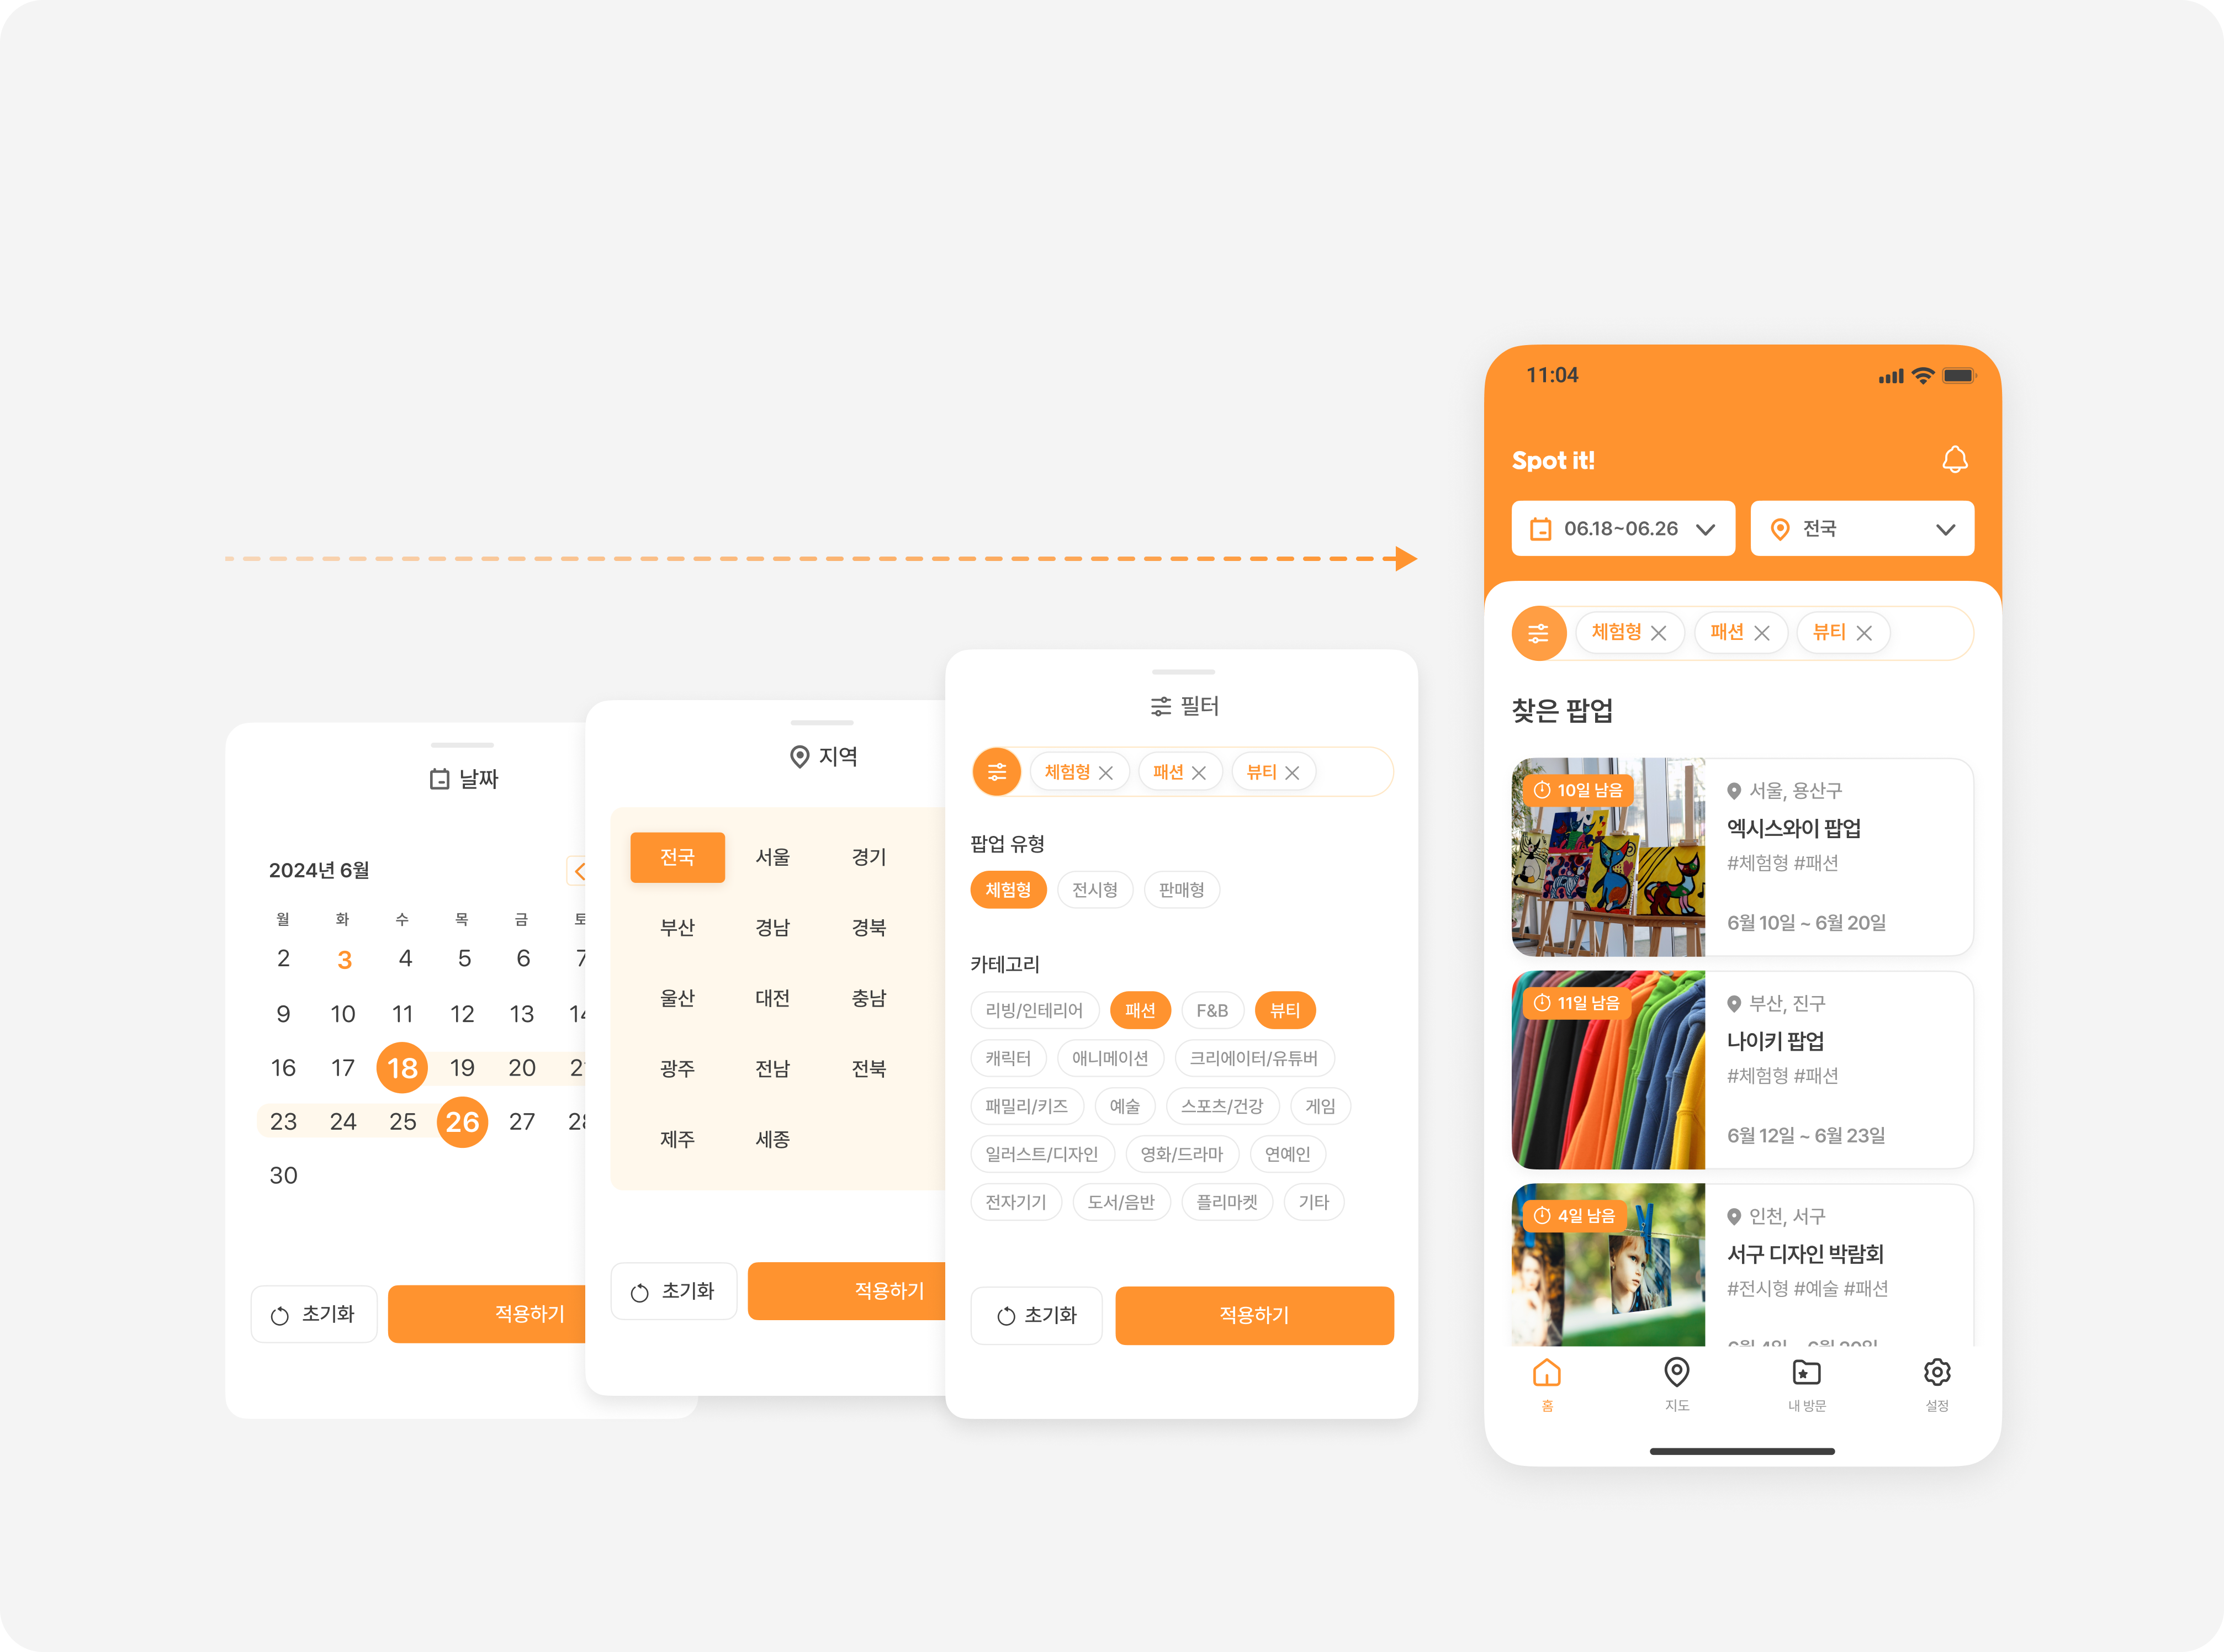 날짜
2024년 6월
월 화 수 목 금 토
2 3 4 5 6 7
9 10 11 12 13 14
16 17 18 19 20 21
23 24 25 26 27 28
30
초기화 적용하기
지역
전국 서울 경기
부산 경남 경북
울산 대전 충남
광주 전남 전북
제주 세종
초기화 적용하기
필터
체험형 패션 뷰티
팝업 유형
체험형 전시형 판매형
카테고리
리빙/인테리어 패션 F&B 뷰티
캐릭터 애니메이션 크리에이터/유튜버
패밀리/키즈 예술 스포츠/건강 게임
일러스트/디자인 영화/드라마 연예인
전자기기 도서/음반 플리마켓 기타
초기화 적용하기
11:04
Spot it!
06.18~06.26 전국
체험형 패션 뷰티
찾은 팝업
10일 남음
서울, 용산구
엑시스와이 팝업
#체험형 #패션
6월 10일 ~ 6월 20일
11일 남음
부산, 진구
나이키 팝업
#체험형 #패션
6월 12일 ~ 6월 23일
4일 남음
인천, 서구
서구 디자인 박람회
#전시형 #예술 #패션
홈 지도 내 방문 설정